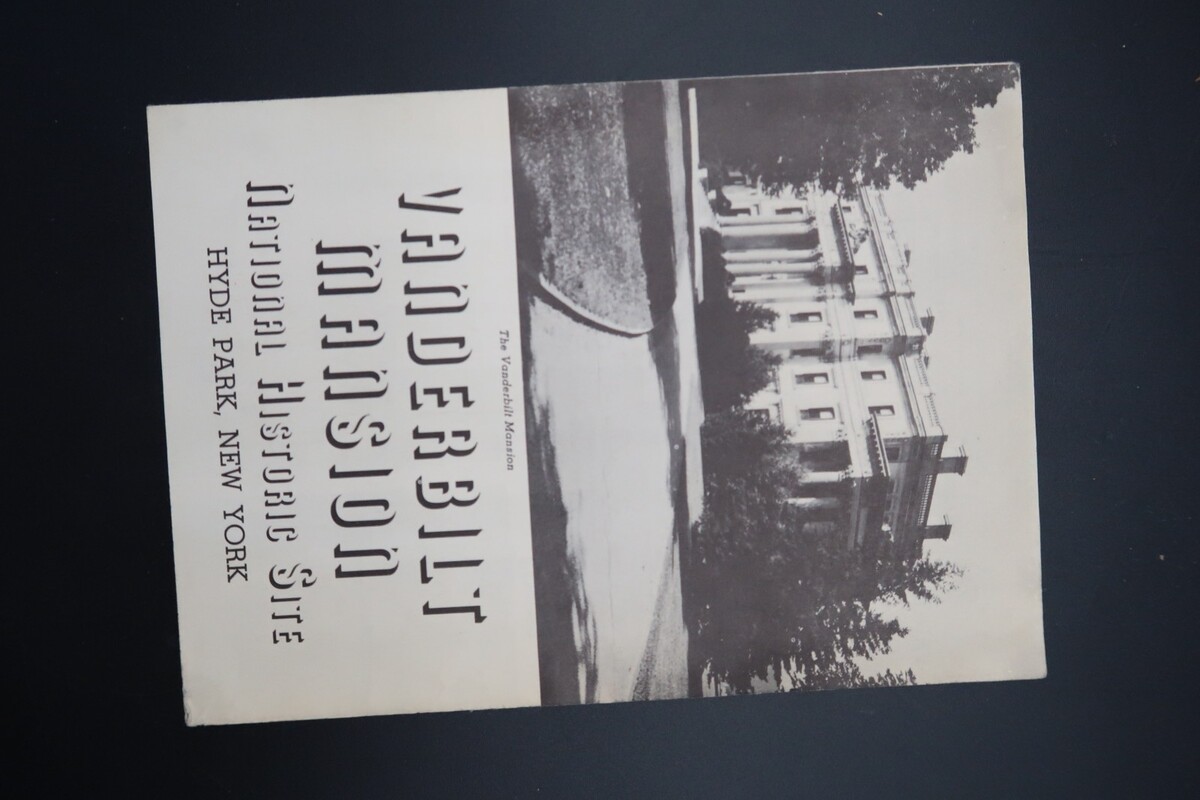 The Vanderbilt Mansion
VANDERBILT
MANSION
NATIONAL HISTORIC SITE
HYDE PARK, NEW YORK